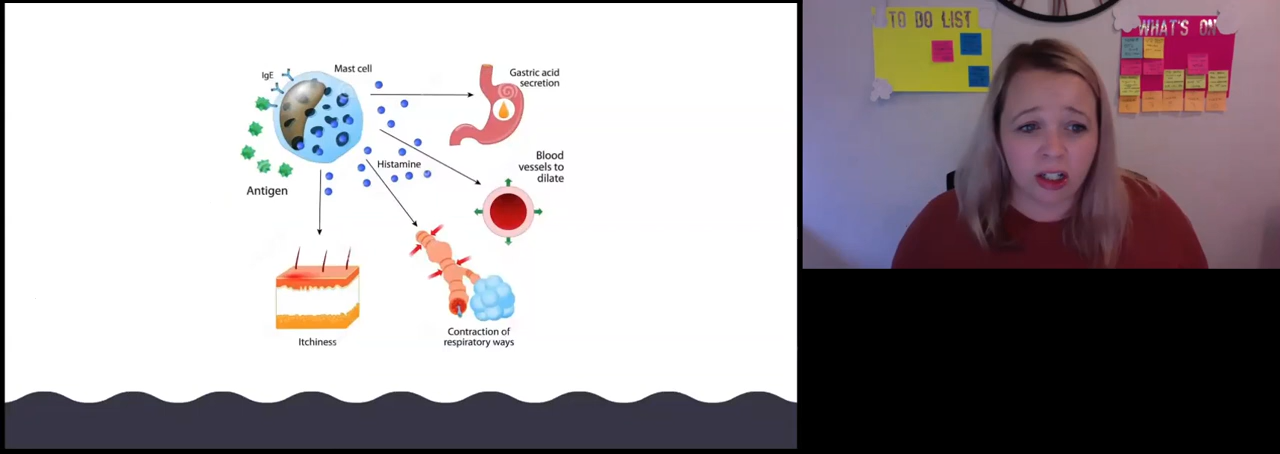 IgE
Mast cell
Gastric acid
secretion
Histamine
Blood
vessels to
dilate
Antigen
Itchiness
Contraction of
respiratory ways
TO DO LIST
WHAT'S ON